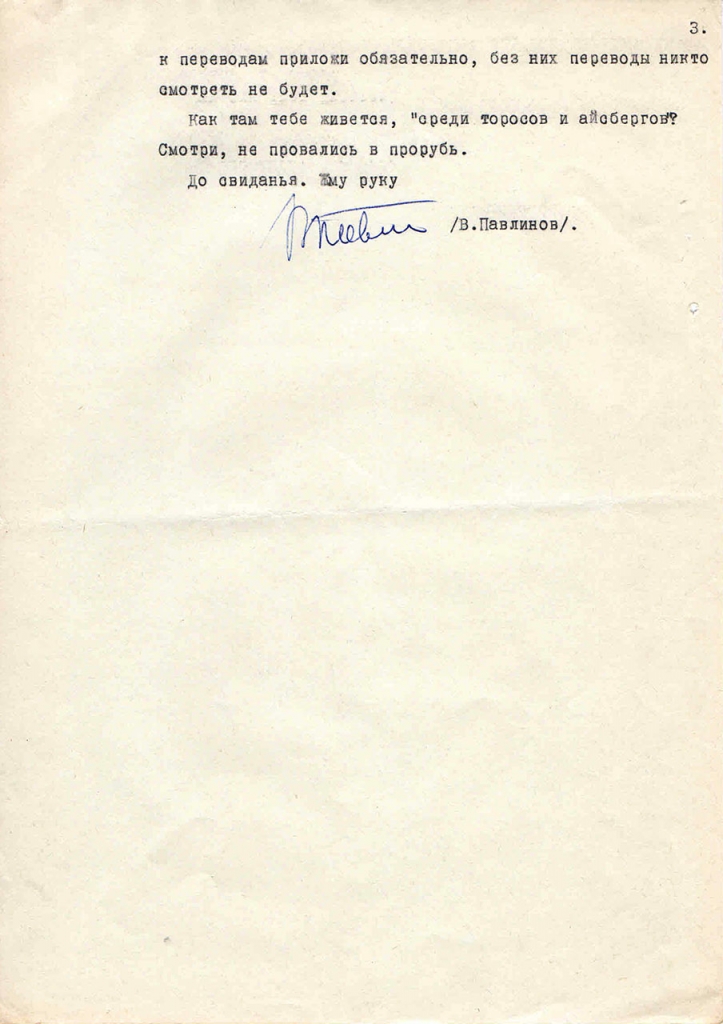 3.
к переводам приложи обязательно, без них переводы никто
смотреть не будет.
Как там тебе живется, "среди торосов и айсбергов"?
Смотри, не провались в прорубь.
До свиданья. Жму руку
/В.Павлинов/.